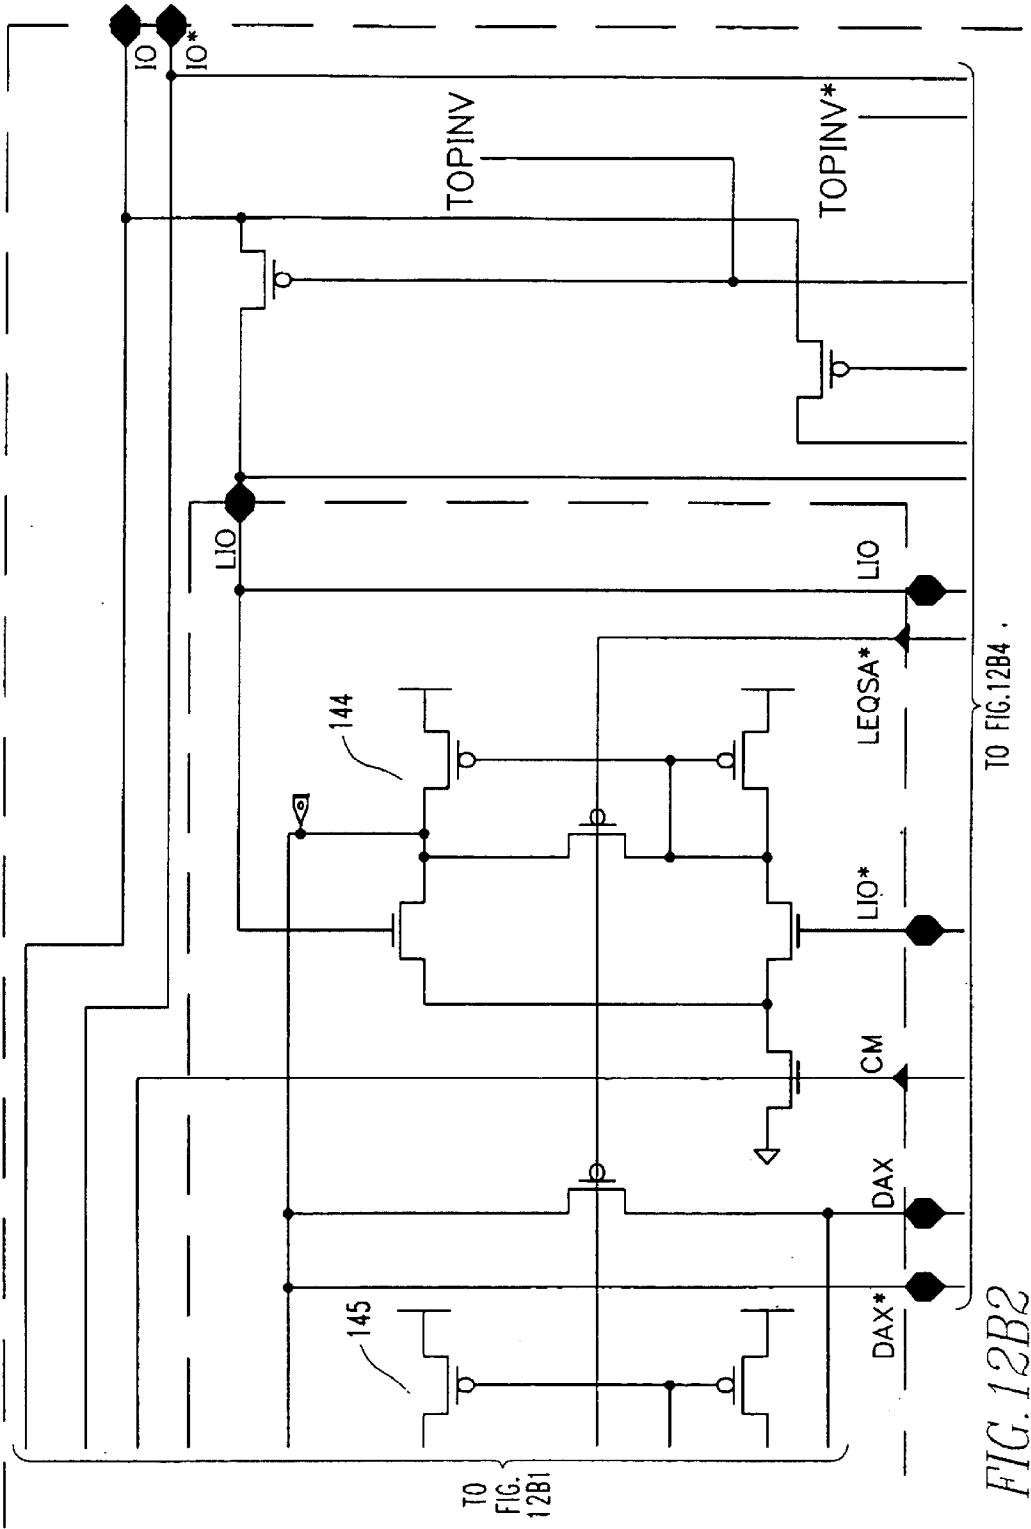 IO
IO*
TOPINV
TOPINV*
LIO
LIO
LEQSA*
144
LIO*
CM
DAX
DAX*
145
TO FIG.12B4 .
TO
FIG.
12B1
FIG. 12B2